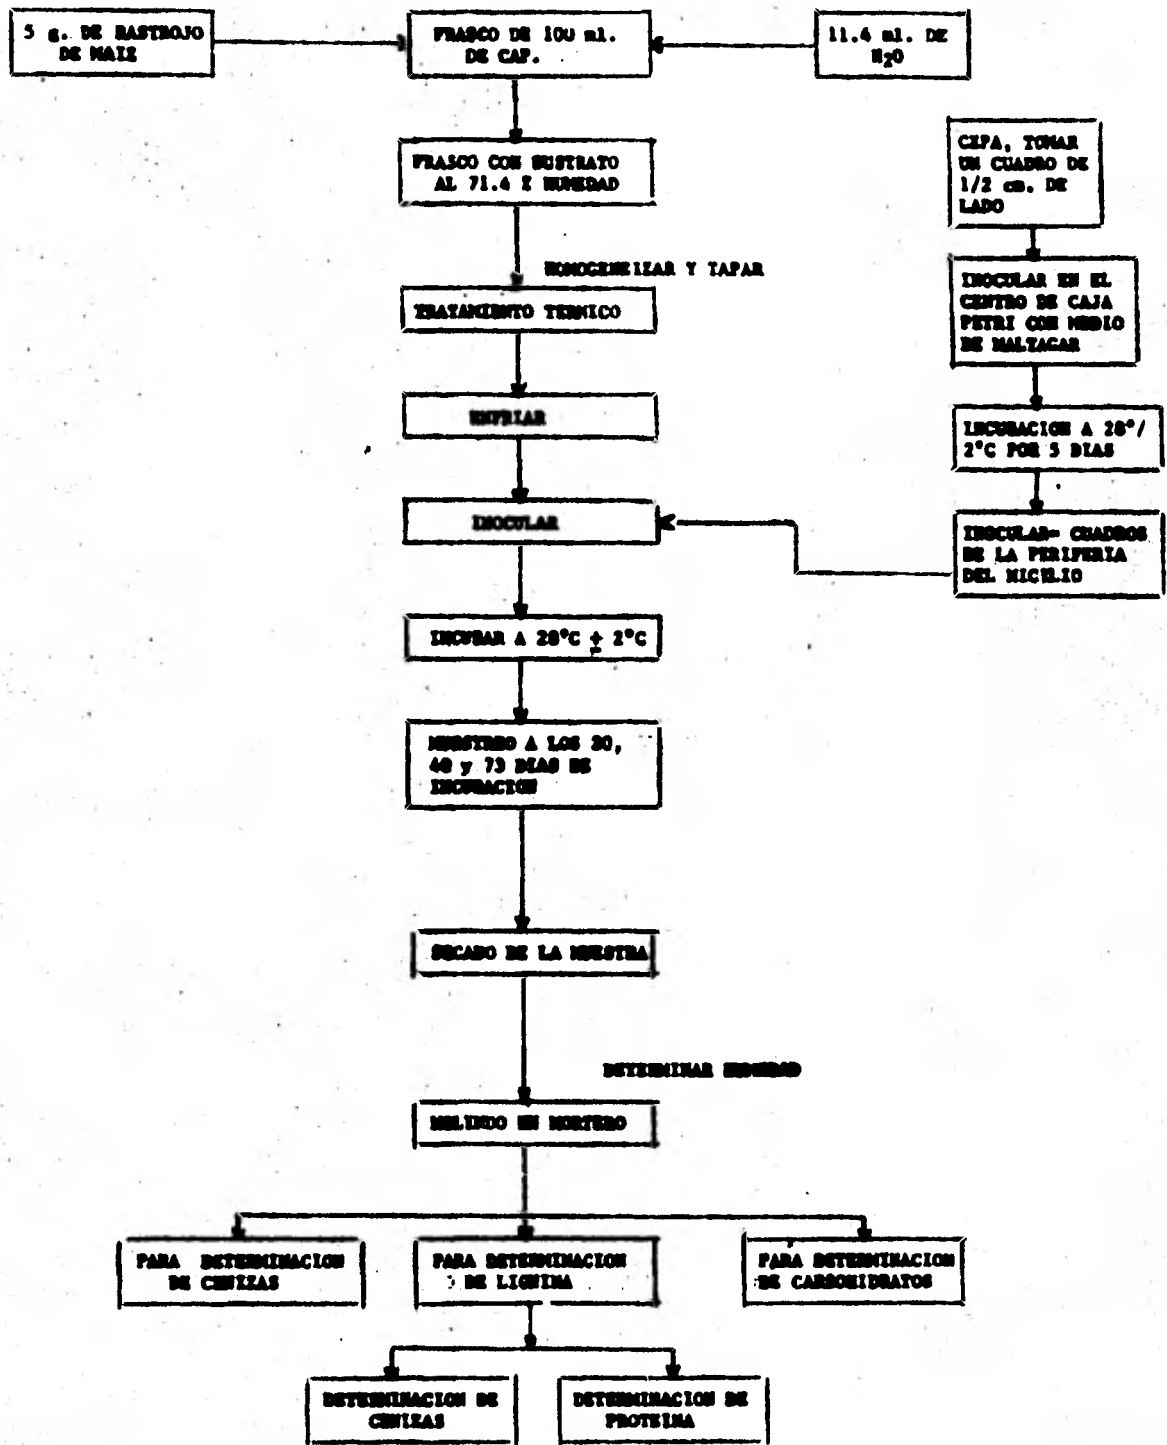 5 g. DE RASTROJO
DE MAIZ
FRASCO DE 100 ml.
DE CAP.
11.4 ml. DE
H2O
FRASCO CON SUSTRATO
AL 71.4 % HUMEDAD
CEPA, TOMAR
UN CUADRO DE
1/2 cm. DE
LADO
HOMOGENEIZAR Y TAPAR
TRATAMIENTO TERMICO
INOCULAR EN EL
CENTRO DE CAJA
PETRI CON MEDIO
DE MALTAGAR
ENFRIAR
INCUBACION A 28°/
2°C POR 5 DIAS
INOCULAR
INOCULAR= CUADROS
DE LA PERIFERIA
DEL MICELIO
INCUBAR A 28°C ± 2°C
MUESTREO A LOS 20,
40 y 73 DIAS DE
INCUBACION
SECADO DE LA MUESTRA
DETERMINAR HUMEDAD
MOLINDO EN MORTERO
PARA DETERMINACION
DE CENIZAS
PARA DETERMINACION
DE LIGNINA
PARA DETERMINACION
DE CARBOHIDRATOS
DETERMINACION DE
CENIZAS
DETERMINACION DE
PROTEINA